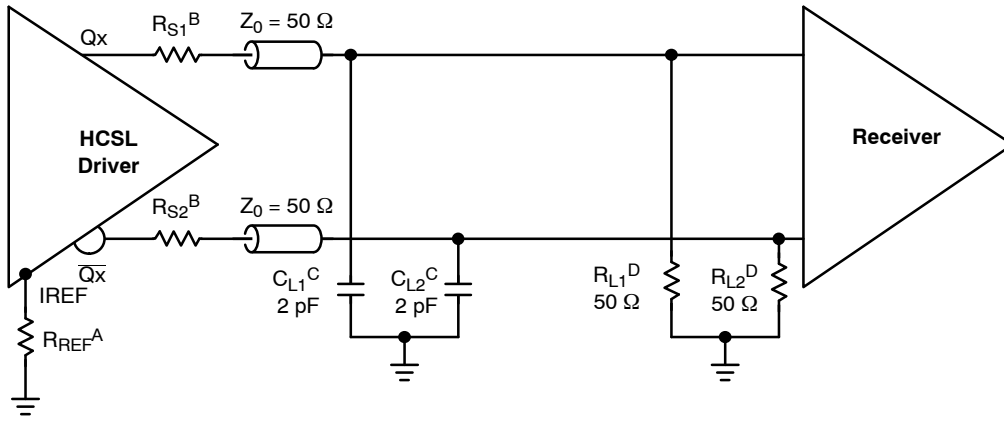 Qx
R_S1^B
Z_0 = 50 Ω
HCSL
Driver
Receiver
R_S2^B
Z_0 = 50 Ω
Q̅x̅
IREF
R_REF^A
C_L1^C
2 pF
C_L2^C
2 pF
R_L1^D
50 Ω
R_L2^D
50 Ω